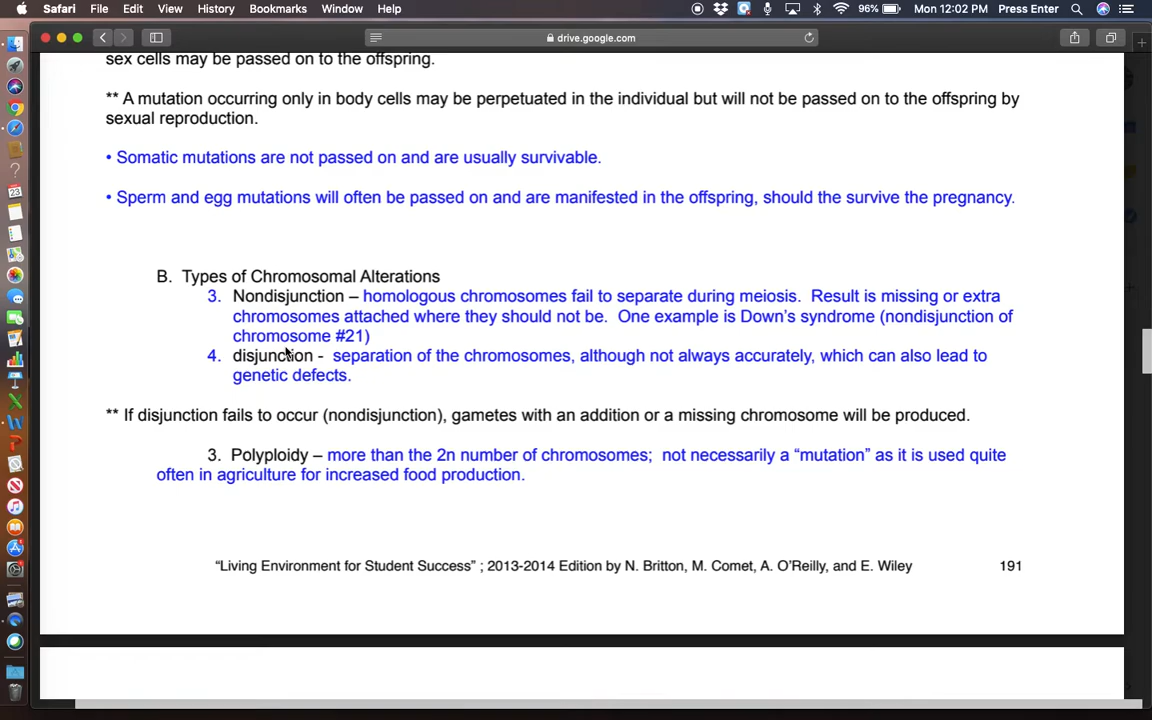 Safari File Edit View History Bookmarks Window Help 96% Mon 12:02 PM Press Enter
drive.google.com
sex cells may be passed on to the offspring.
** A mutation occurring only in body cells may be perpetuated in the individual but will not be passed on to the offspring by
sexual reproduction.
• Somatic mutations are not passed on and are usually survivable.
• Sperm and egg mutations will often be passed on and are manifested in the offspring, should the survive the pregnancy.
B. Types of Chromosomal Alterations
3. Nondisjunction – homologous chromosomes fail to separate during meiosis. Result is missing or extra
chromosomes attached where they should not be. One example is Down's syndrome (nondisjunction of
chromosome #21)
4. disjunction - separation of the chromosomes, although not always accurately, which can also lead to
genetic defects.
** If disjunction fails to occur (nondisjunction), gametes with an addition or a missing chromosome will be produced.
3. Polyploidy – more than the 2n number of chromosomes; not necessarily a “mutation” as it is used quite
often in agriculture for increased food production.
“Living Environment for Student Success” ; 2013-2014 Edition by N. Britton, M. Comet, A. O'Reilly, and E. Wiley 191